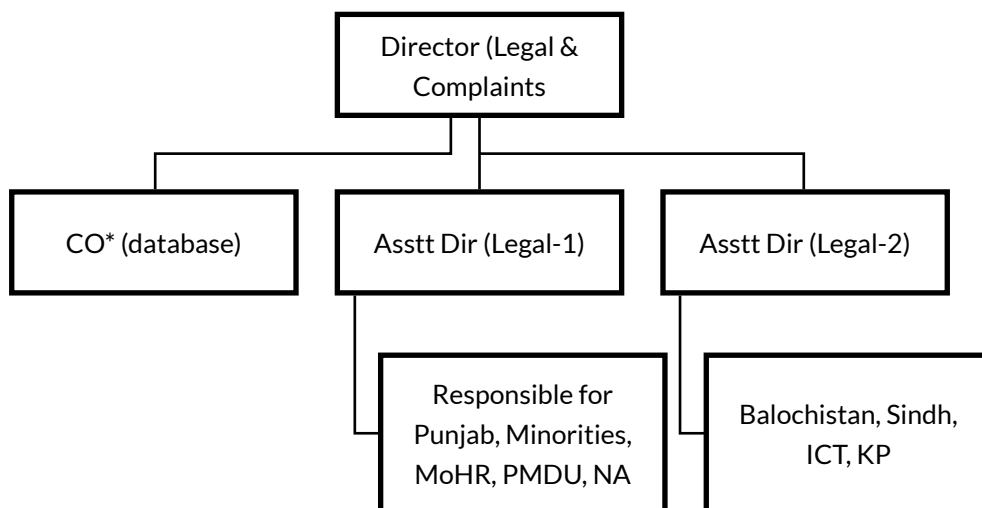 Director (Legal &
Complaints
CO* (database)
Asstt Dir (Legal-1)
Asstt Dir (Legal-2)
Responsible for
Punjab, Minorities,
MoHR, PMDU, NA
Balochistan, Sindh,
ICT, KP